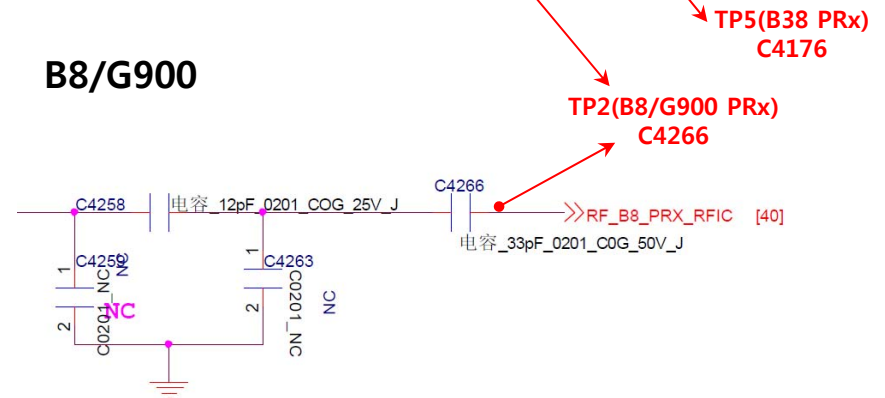 TP5(B38 PRx)
C4176
B8/G900
TP2(B8/G900 PRx)
C4266
C4266
C4258
电容_12pF_0201_COG_25V_J
RF_B8_PRX_RFIC [40]
电容_33pF_0201_C0G_50V_J
1
C4259
NC
C0201_NC
NC
2
1
C4263
C0201_NC
NC
2